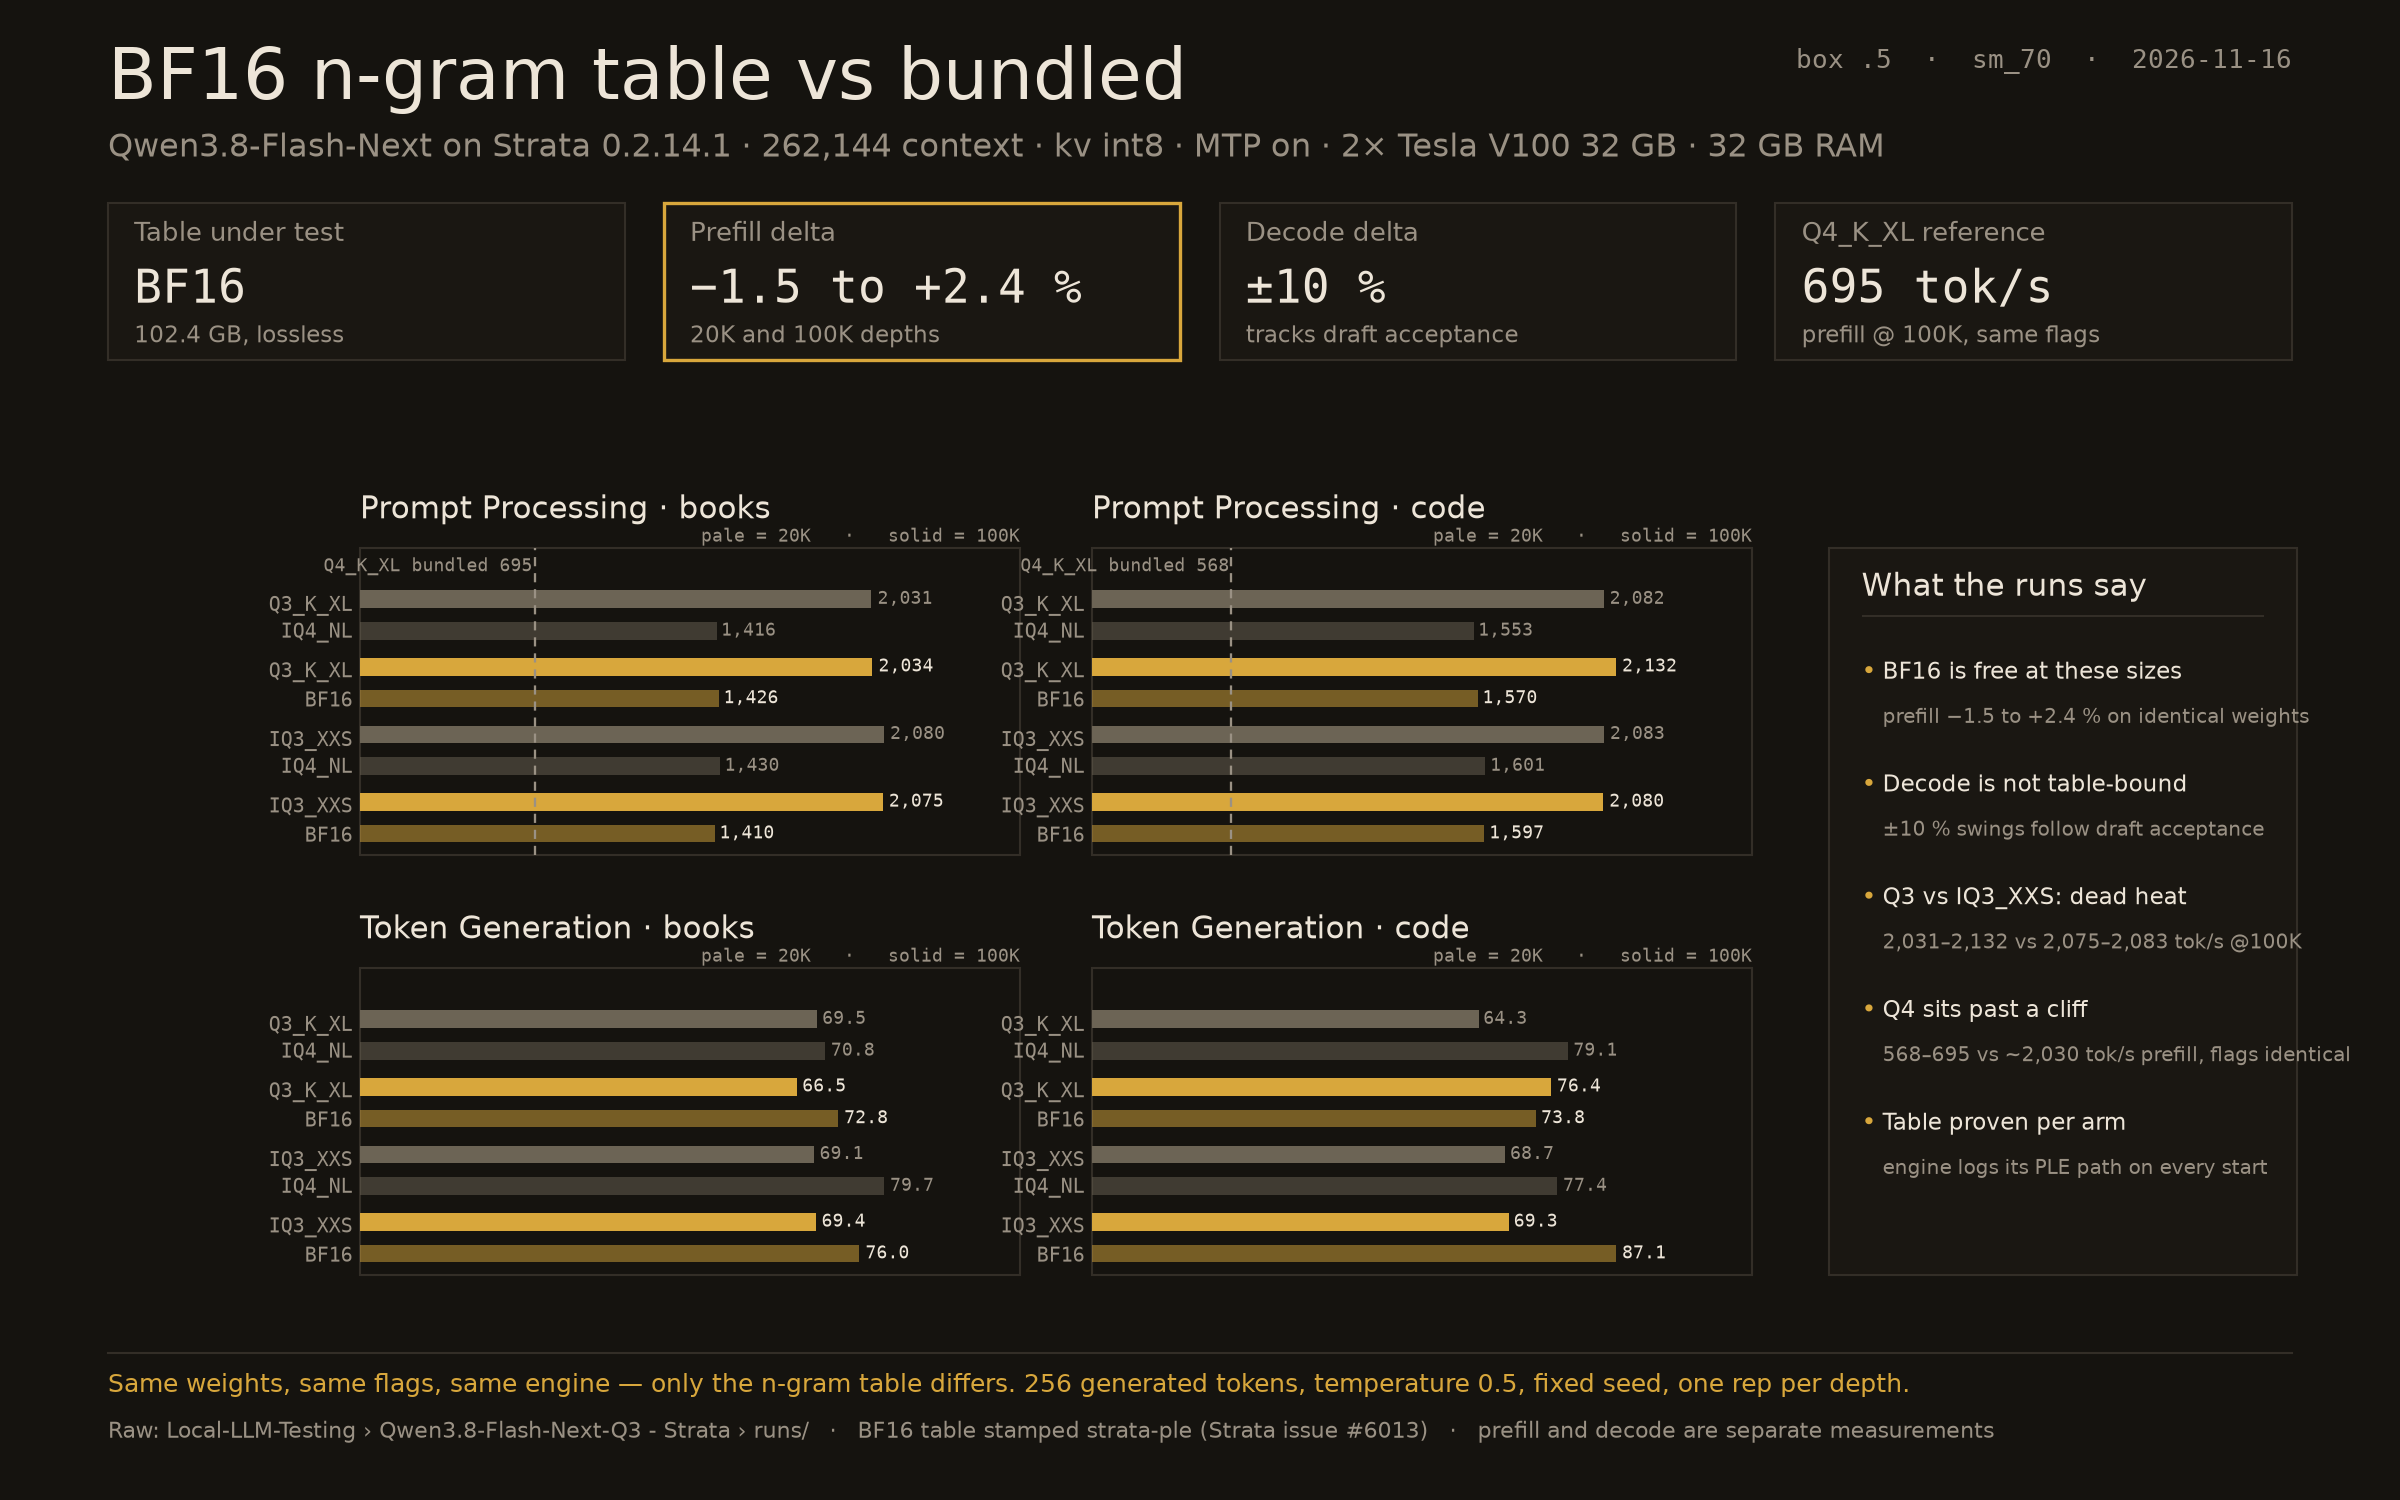 BF16 n-gram table vs bundled
box .5 · sm_70 · 2026-11-16
Qwen3.8-Flash-Next on Strata 0.2.14.1 · 262,144 context · kv int8 · MTP on · 2× Tesla V100 32 GB · 32 GB RAM
Table under test
BF16
102.4 GB, lossless
Prefill delta
−1.5 to +2.4 %
20K and 100K depths
Decode delta
±10 %
tracks draft acceptance
Q4_K_XL reference
695 tok/s
prefill @ 100K, same flags
Prompt Processing · books
pale = 20K · solid = 100K
Q4_K_XL bundled 695
Q3_K_XL 2,031
IQ4_NL 1,416
Q3_K_XL 2,034
BF16 1,426
IQ3_XXS 2,080
IQ4_NL 1,430
IQ3_XXS 2,075
BF16 1,410
Prompt Processing · code
pale = 20K · solid = 100K
Q4_K_XL bundled 568
Q3_K_XL 2,082
IQ4_NL 1,553
Q3_K_XL 2,132
BF16 1,570
IQ3_XXS 2,083
IQ4_NL 1,601
IQ3_XXS 2,080
BF16 1,597
Token Generation · books
pale = 20K · solid = 100K
Q3_K_XL 69.5
IQ4_NL 70.8
Q3_K_XL 66.5
BF16 72.8
IQ3_XXS 69.1
IQ4_NL 79.7
IQ3_XXS 69.4
BF16 76.0
Token Generation · code
pale = 20K · solid = 100K
Q3_K_XL 64.3
IQ4_NL 79.1
Q3_K_XL 76.4
BF16 73.8
IQ3_XXS 68.7
IQ4_NL 77.4
IQ3_XXS 69.3
BF16 87.1
What the runs say
• BF16 is free at these sizes
prefill −1.5 to +2.4 % on identical weights
• Decode is not table-bound
±10 % swings follow draft acceptance
• Q3 vs IQ3_XXS: dead heat
2,031–2,132 vs 2,075–2,083 tok/s @100K
• Q4 sits past a cliff
568–695 vs ~2,030 tok/s prefill, flags identical
• Table proven per arm
engine logs its PLE path on every start
Same weights, same flags, same engine — only the n-gram table differs. 256 generated tokens, temperature 0.5, fixed seed, one rep per depth.
Raw: Local-LLM-Testing › Qwen3.8-Flash-Next-Q3 - Strata › runs/ · BF16 table stamped strata-ple (Strata issue #6013) · prefill and decode are separate measurements